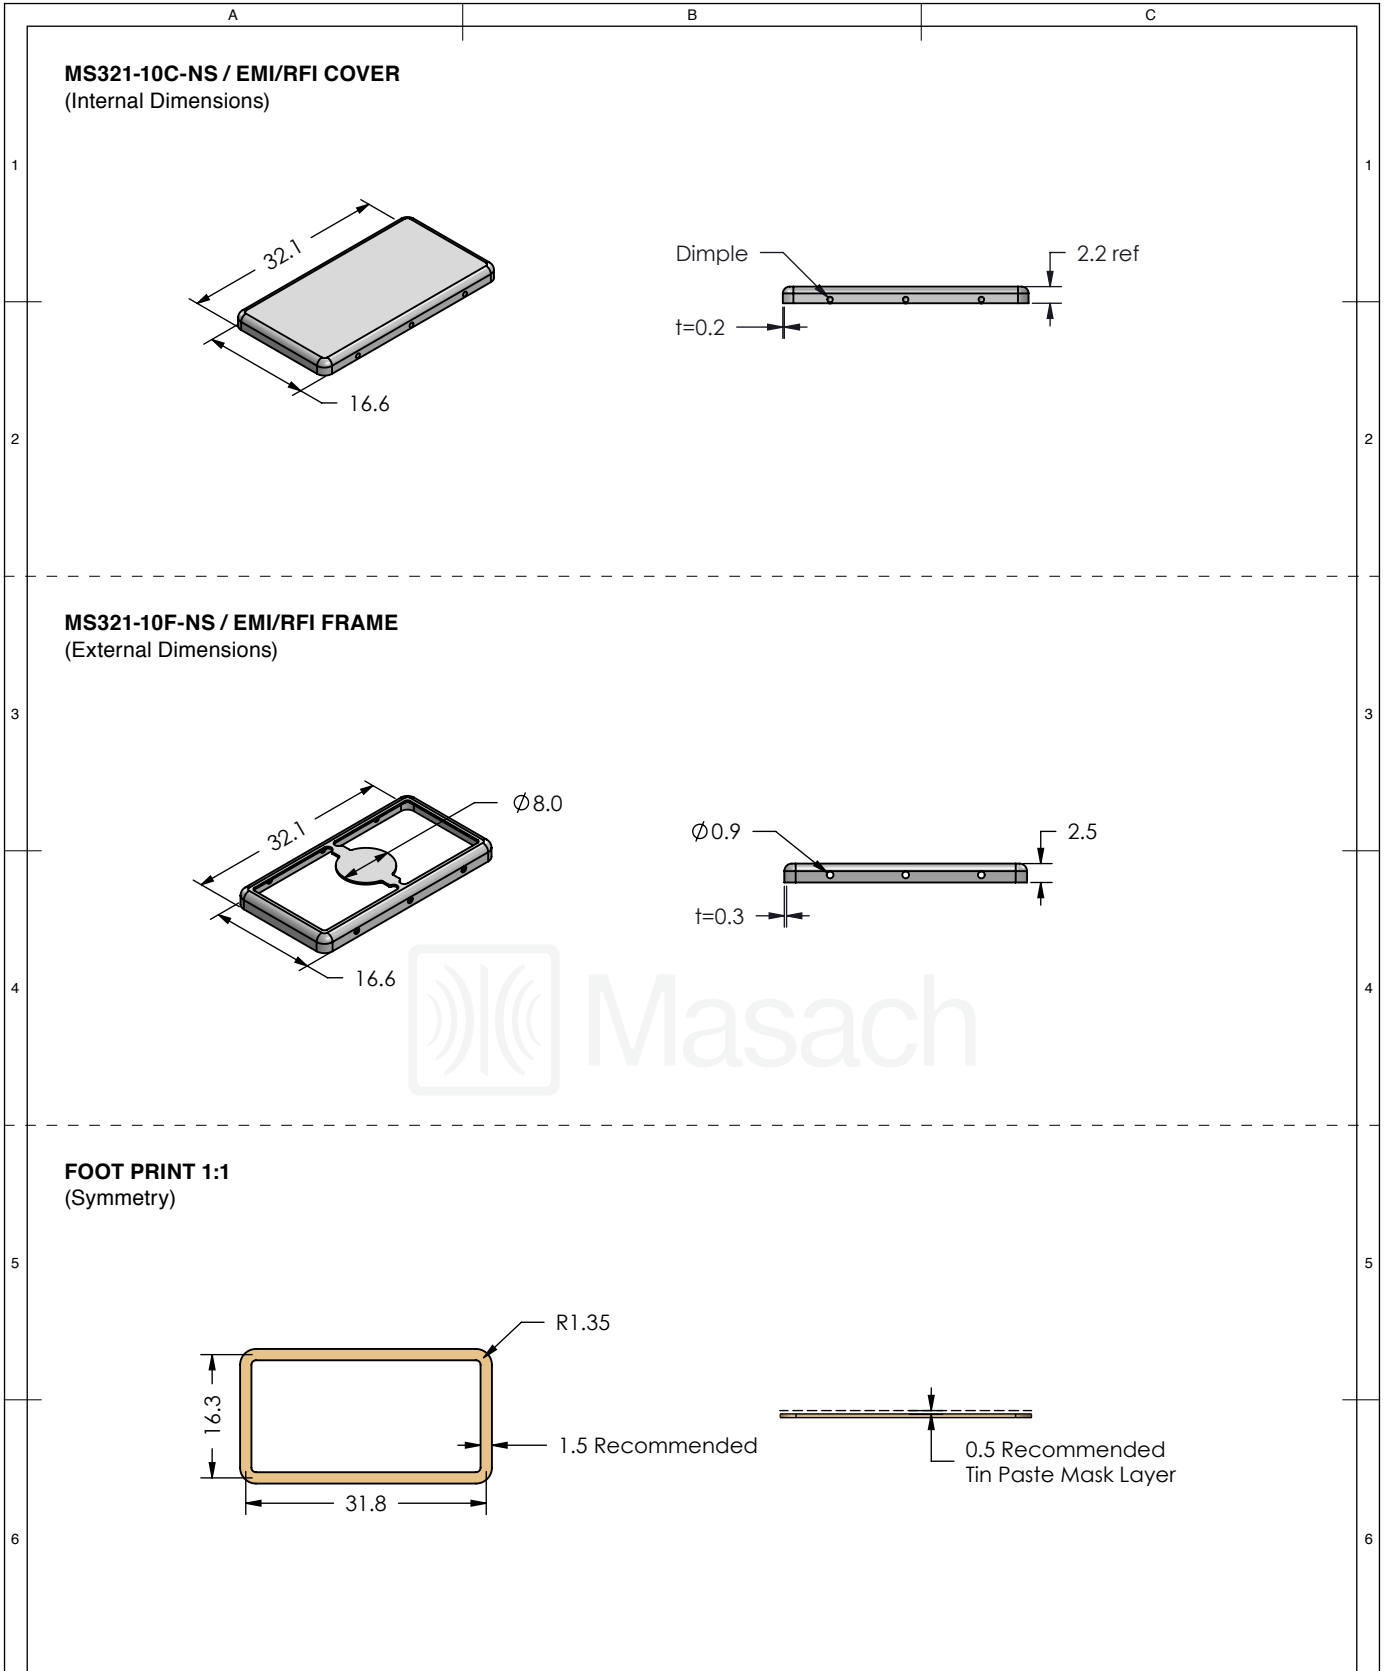 A B C
MS321-10C-NS / EMI/RFI COVER
(Internal Dimensions)
1 1
32.1
16.6
Dimple
2.2 ref
t=0.2
2 2
MS321-10F-NS / EMI/RFI FRAME
(External Dimensions)
3 3
32.1
Ø8.0
16.6
Ø0.9
2.5
t=0.3
Masach
4 4
FOOT PRINT 1:1
(Symmetry)
5 5
R1.35
16.3
1.5 Recommended
31.8
0.5 Recommended
Tin Paste Mask Layer
6 6